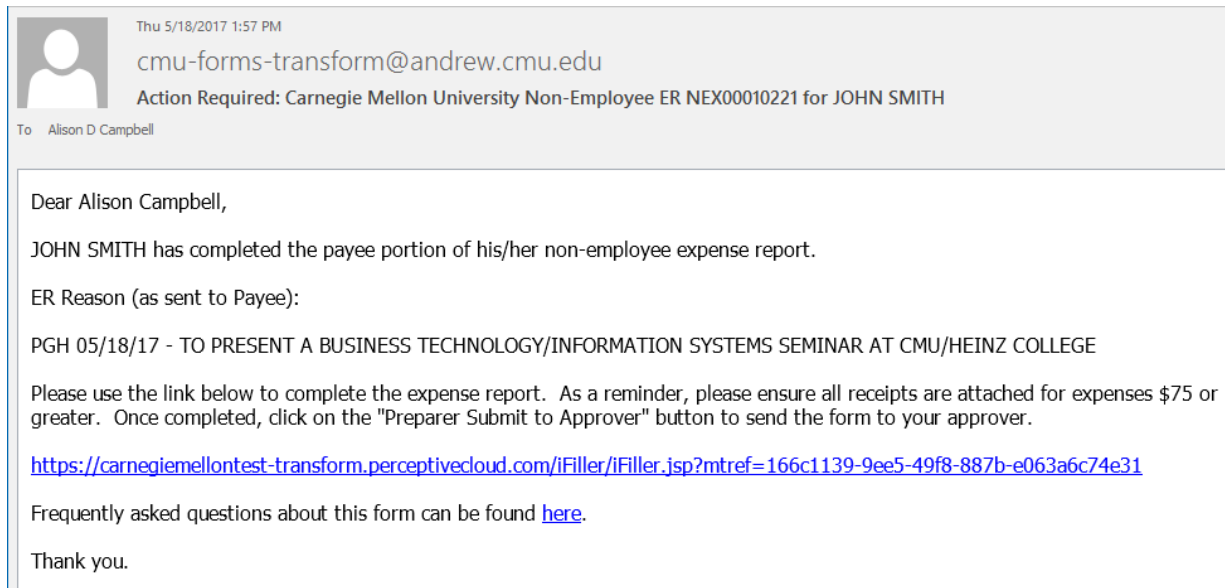 Thu 5/18/2017 1:57 PM
cmu-forms-transform@andrew.cmu.edu
Action Required: Carnegie Mellon University Non-Employee ER NEX00010221 for JOHN SMITH
To Alison D Campbell
Dear Alison Campbell,
JOHN SMITH has completed the payee portion of his/her non-employee expense report.
ER Reason (as sent to Payee):
PGH 05/18/17 - TO PRESENT A BUSINESS TECHNOLOGY/INFORMATION SYSTEMS SEMINAR AT CMU/HEINZ COLLEGE
Please use the link below to complete the expense report.  As a reminder, please ensure all receipts are attached for expenses $75 or
greater.  Once completed, click on the "Preparer Submit to Approver" button to send the form to your approver.
https://carnegiemellontest-transform.perceptivecloud.com/iFiller/iFiller.jsp?mtref=166c1139-9ee5-49f8-887b-e063a6c74e31
Frequently asked questions about this form can be found here.
Thank you.